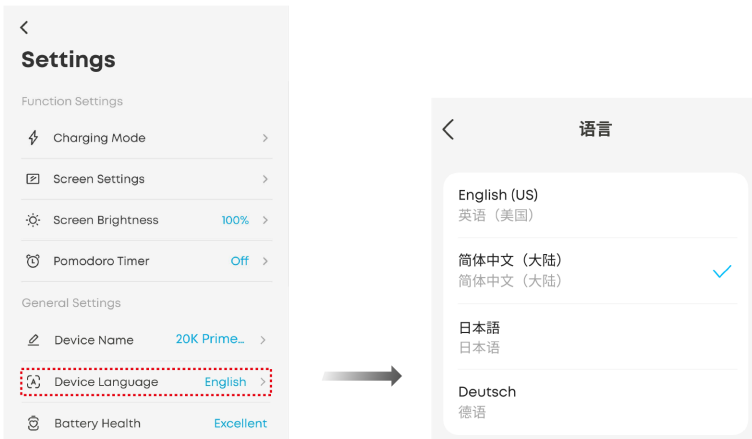 Settings
Function Settings
Charging Mode
Screen Settings
Screen Brightness 100%
Pomodoro Timer Off
General Settings
Device Name 20K Prime...
Device Language English
Battery Health Excellent
语言
English (US)
英语（美国）
简体中文（大陆）
简体中文（大陆）
日本語
日本语
Deutsch
德语